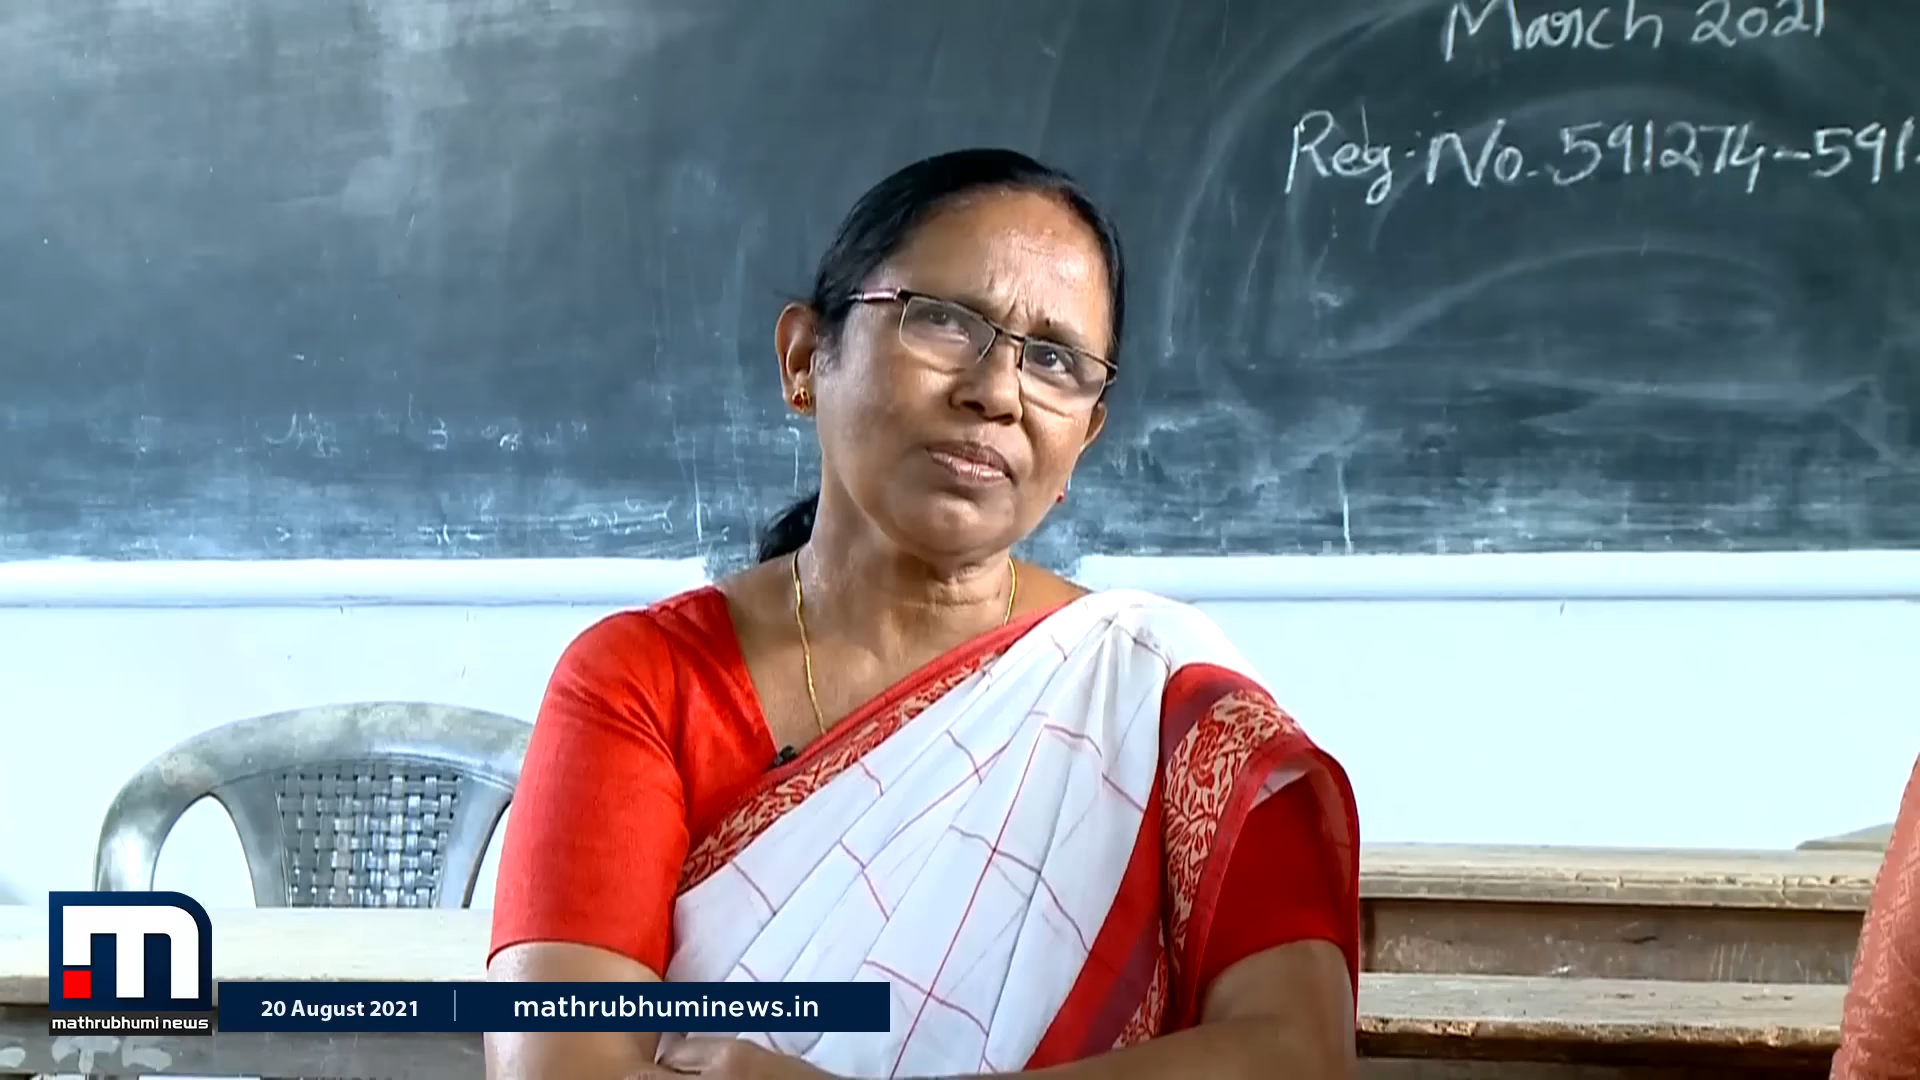 March 2021
Reg. No. 591274-591
mathrubhumi news
20 August 2021
mathrubhuminews.in